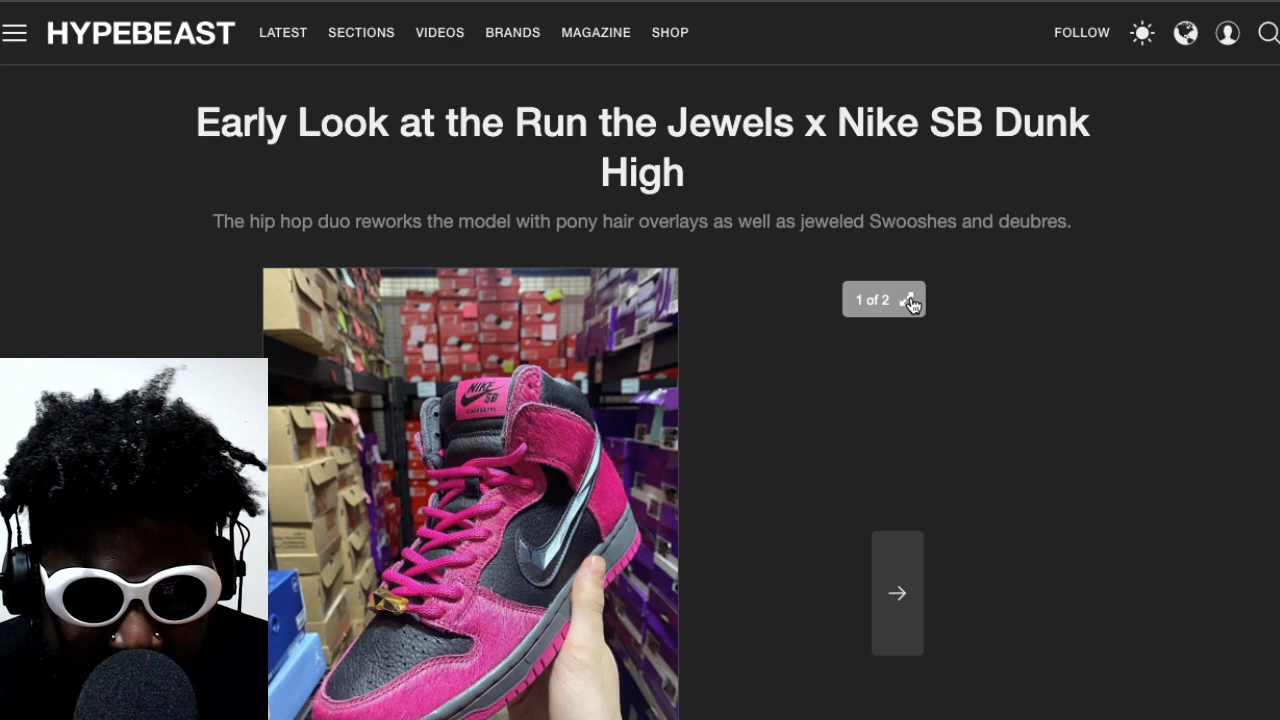 HYPEBEAST LATEST SECTIONS VIDEOS BRANDS MAGAZINE SHOP FOLLOW
Early Look at the Run the Jewels x Nike SB Dunk
High
The hip hop duo reworks the model with pony hair overlays as well as jeweled Swooshes and deubres.
1 of 2
NIKE
SB